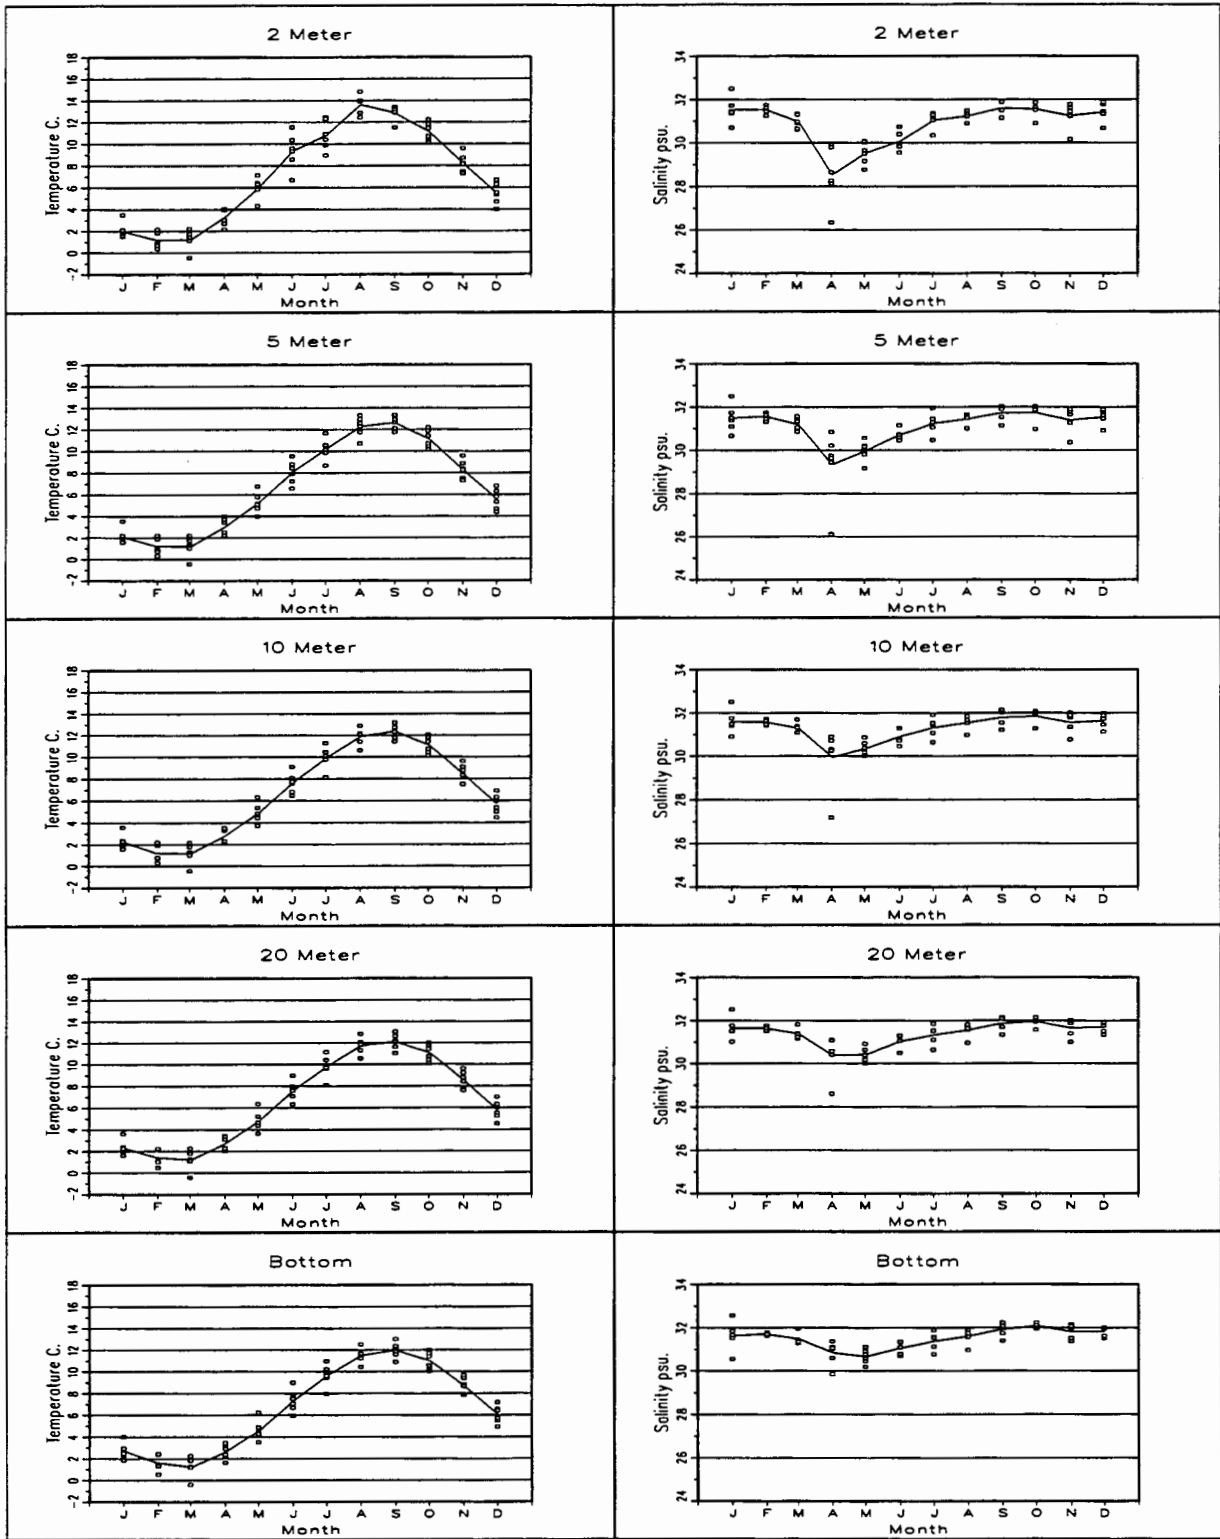 2 Meter
Temperature C.
18
16
14
12
10
8
6
4
2
0
-2
J F M A M J J A S O N D
Month
2 Meter
Salinity psu.
34
32
30
28
26
24
J F M A M J J A S O N D
Month
5 Meter
Temperature C.
18
16
14
12
10
8
6
4
2
0
-2
J F M A M J J A S O N D
Month
5 Meter
Salinity psu.
34
32
30
28
26
24
J F M A M J J A S O N D
Month
10 Meter
Temperature C.
18
16
14
12
10
8
6
4
2
0
-2
J F M A M J J A S O N D
Month
10 Meter
Salinity psu.
34
32
30
28
26
24
J F M A M J J A S O N D
Month
20 Meter
Temperature C.
18
16
14
12
10
8
6
4
2
0
-2
J F M A M J J A S O N D
Month
20 Meter
Salinity psu.
34
32
30
28
26
24
J F M A M J J A S O N D
Month
Bottom
Temperature C.
18
16
14
12
10
8
6
4
2
0
-2
J F M A M J J A S O N D
Month
Bottom
Salinity psu.
34
32
30
28
26
24
J F M A M J J A S O N D
Month